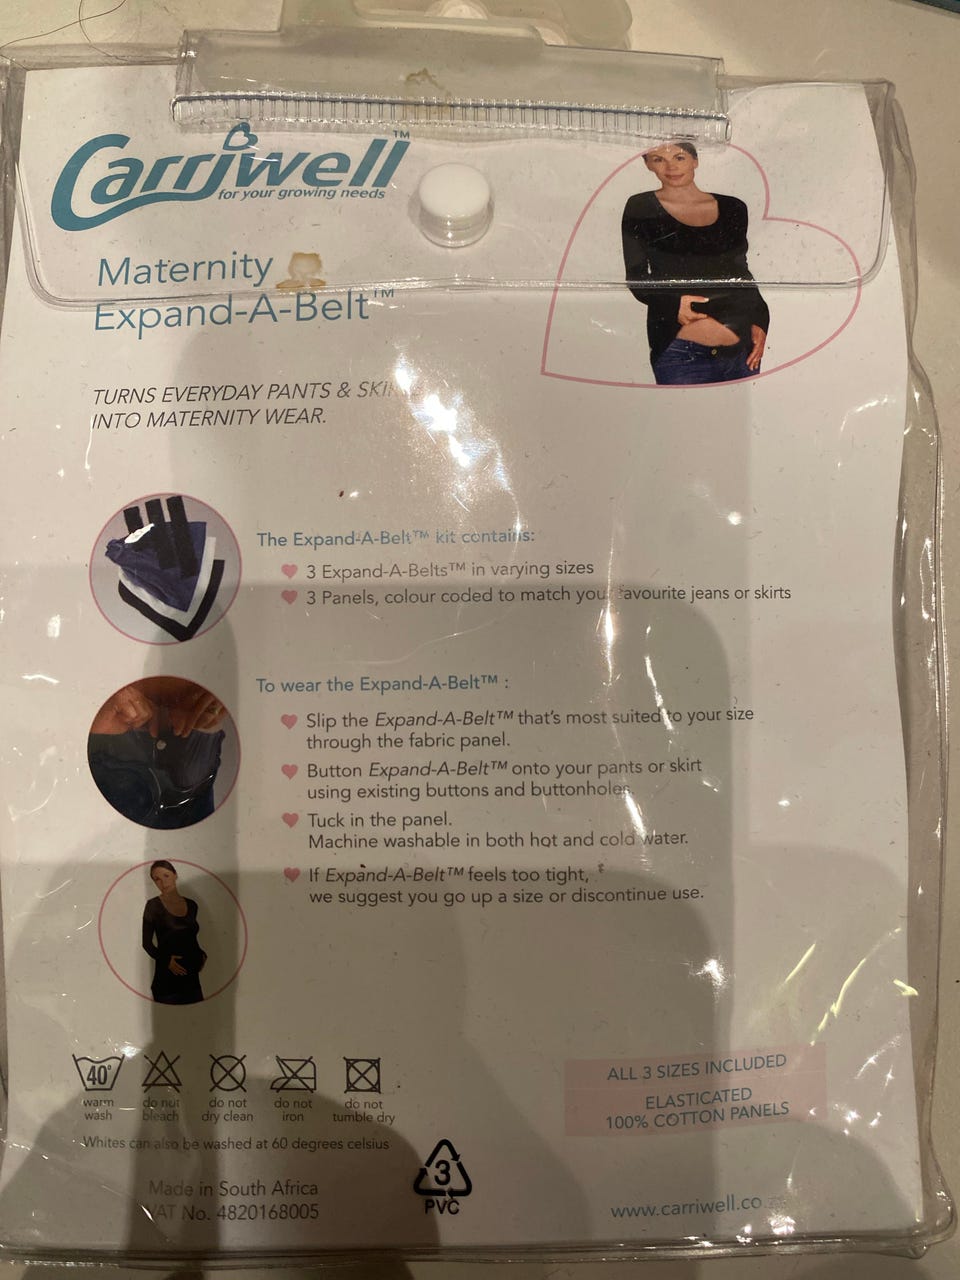 Carriwell™
for your growing needs
Maternity
Expand-A-Belt™
TURNS EVERYDAY PANTS &
INTO MATERNITY WEAR.
The Expand-A-Belt™ kit contains:
3 Expand-A-Belts™ in varying sizes
3 Panels, colour coded to match your favourite jeans or skirts
To wear the Expand-A-Belt™ :
Slip the Expand-A-Belt™ that's most suited to your size
through the fabric panel.
Button Expand-A-Belt™ onto your pants or skirt
using existing buttons and buttonholes.
Tuck in the panel.
Machine washable in both hot and cold water.
If Expand-A-Belt™ feels too tight,
we suggest you go up a size or discontinue use.
40°
warm wash
do not bleach
do not dry clean
do not iron
do not tumble dry
Whites can also be washed at 60 degrees celsius
ALL 3 SIZES INCLUDED
ELASTICATED
100% COTTON PANELS
Made in South Africa
VAT No. 4820168005
3
PVC
www.carriwell.co